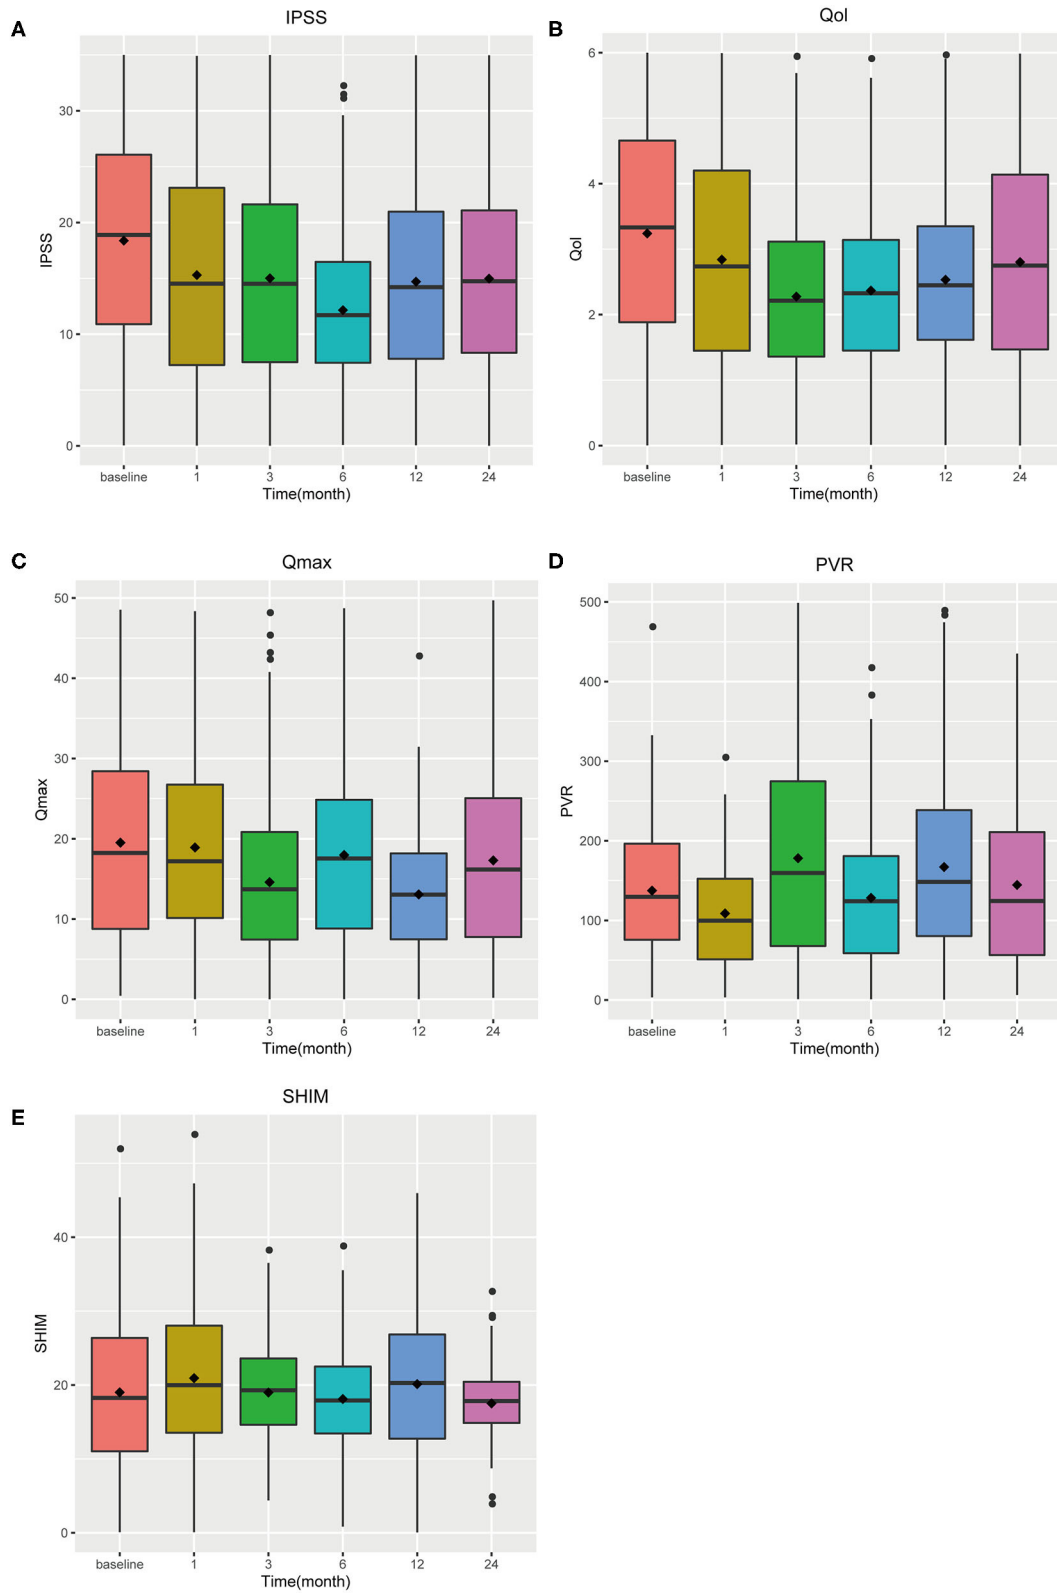 A
IPSS
IPSS
30
20
10
0
baseline 1 3 6 12 24
Time(month)
B
Qol
Qol
6
4
2
0
baseline 1 3 6 12 24
Time(month)
C
Qmax
Qmax
50
40
30
20
10
0
baseline 1 3 6 12 24
Time(month)
D
PVR
PVR
500
400
300
200
100
0
baseline 1 3 6 12 24
Time(month)
E
SHIM
SHIM
40
20
0
baseline 1 3 6 12 24
Time(month)